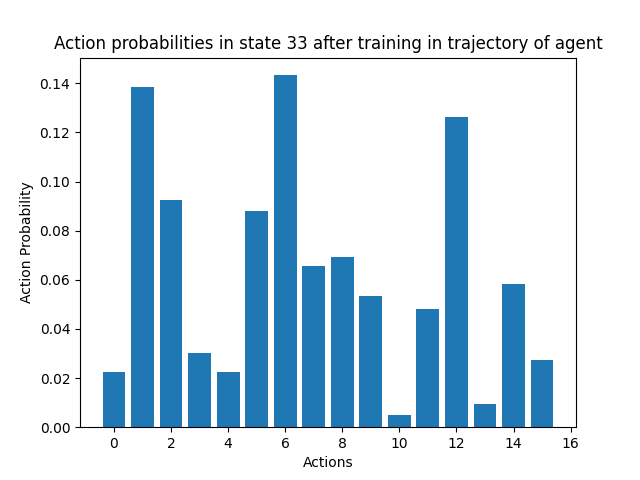 Action probabilities in state 33 after training in trajectory of agent
0.14
0.12
0.10
0.08
0.06
0.04
0.02
0.00
Action Probability
0 2 4 6 8 10 12 14 16
Actions